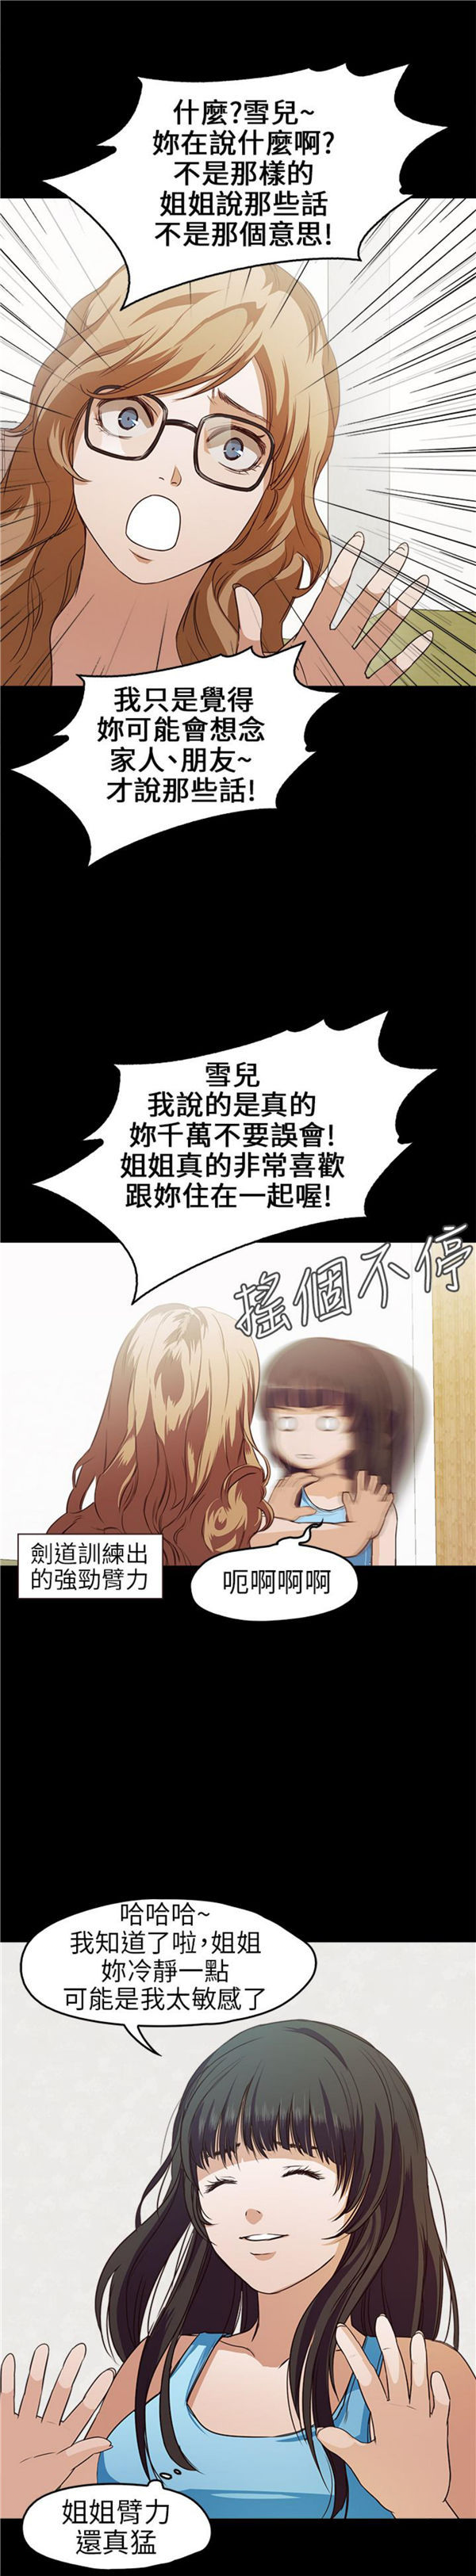 什麼?雪兒~
妳在說什麼啊?
不是那樣的
姐姐說那些話
不是那個意思!
我只是覺得
妳可能會想念
家人、朋友~
才說那些話!
雪兒
我說的是真的
妳千萬不要誤會!
姐姐真的非常喜歡
跟妳住在一起喔!
搖個不停
劍道訓練出
的強勁臂力
呃啊啊啊
哈哈哈~
我知道了啦,姐姐
妳冷靜一點
可能是我太敏感了
姐姐臂力
還真猛